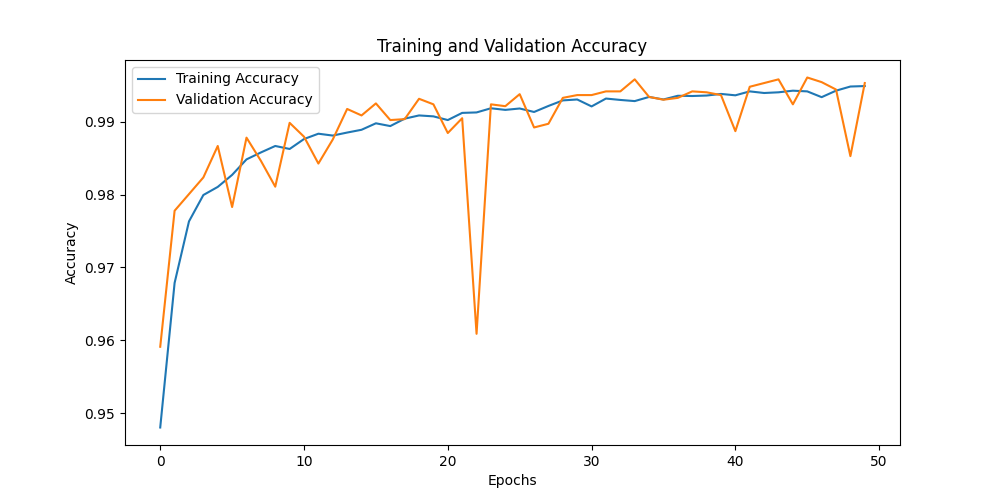 Training and Validation Accuracy
Training Accuracy
Validation Accuracy
0.99
0.98
0.97
0.96
0.95
Accuracy
0 10 20 30 40 50
Epochs